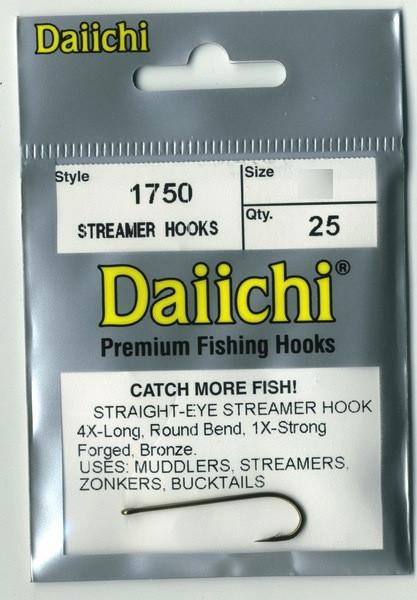 Daiichi
Style
1750
STREAMER HOOKS
Size
Qty.
25
Daiichi®
Premium Fishing Hooks
CATCH MORE FISH!
STRAIGHT-EYE STREAMER HOOK
4X-Long, Round Bend, 1X-Strong
Forged, Bronze.
USES: MUDDLERS, STREAMERS,
ZONKERS, BUCKTAILS